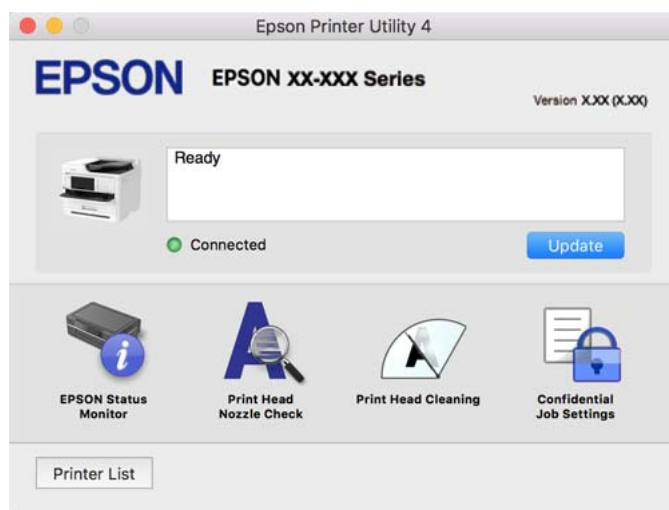 Epson Printer Utility 4
EPSON
EPSON XX-XXX Series
Version X.XX (X.XX)
Ready
Connected
Update
EPSON Status
Monitor
Print Head
Nozzle Check
Print Head Cleaning
Confidential
Job Settings
Printer List